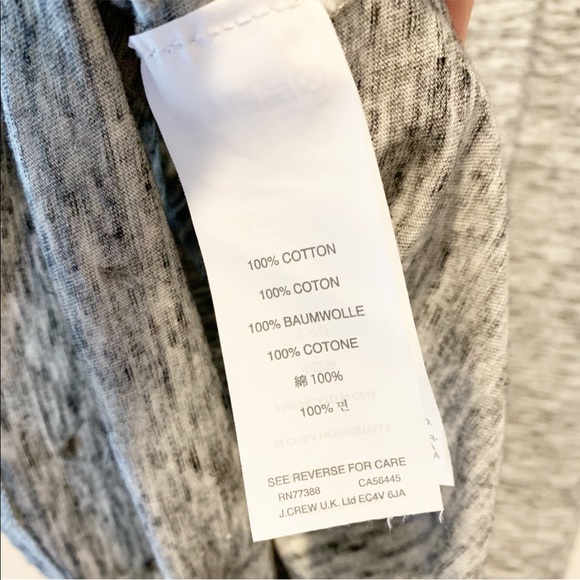 100% COTTON
100% COTON
100% BAUMWOLLE
100% COTONE
綿 100%
100% 면
SEE REVERSE FOR CARE
RN77388 CA56445
J.CREW U.K. Ltd EC4V 6JA